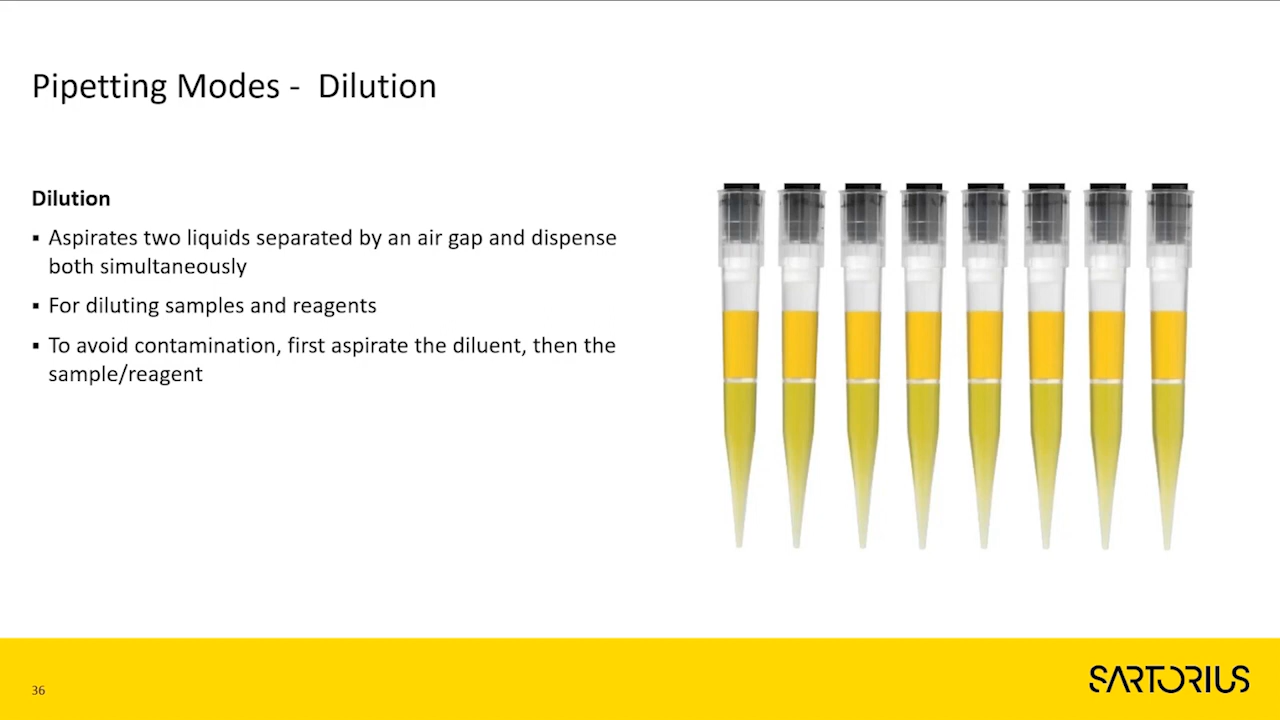 Pipetting Modes - Dilution
Dilution
▪ Aspirates two liquids separated by an air gap and dispense
both simultaneously
▪ For diluting samples and reagents
▪ To avoid contamination, first aspirate the diluent, then the
sample/reagent
36
SARTORIUS